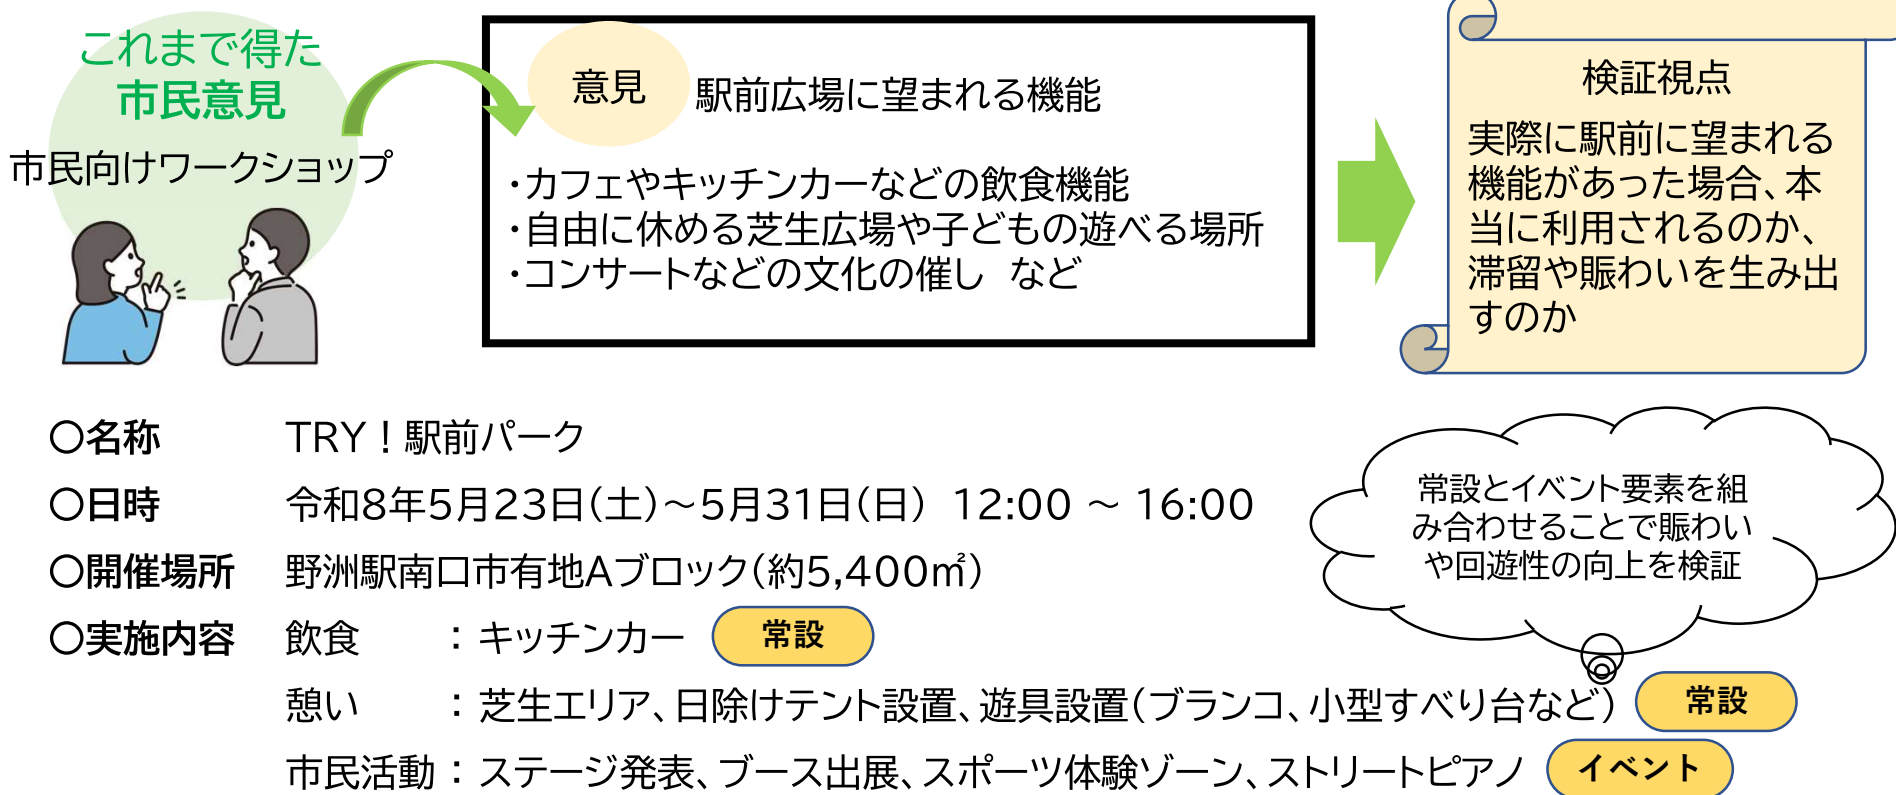 これまで得た
市民意見
市民向けワークショップ
意見
駅前広場に望まれる機能
・カフェやキッチンカーなどの飲食機能
・自由に休める芝生広場や子どもの遊べる場所
・コンサートなどの文化の催し　など
検証視点
実際に駅前に望まれる
機能があった場合、本
当に利用されるのか、
滞留や賑わいを生み出
すのか
○名称　TRY！駅前パーク
○日時　令和8年5月23日(土)～5月31日(日)　12:00 ～ 16:00
○開催場所　野洲駅南口市有地Aブロック(約5,400㎡)
○実施内容　飲食　：キッチンカー　常設
憩い　：芝生エリア、日除けテント設置、遊具設置(ブランコ、小型すべり台など)　常設
市民活動：ステージ発表、ブース出展、スポーツ体験ゾーン、ストリートピアノ　イベント
常設とイベント要素を組
み合わせることで賑わい
や回遊性の向上を検証